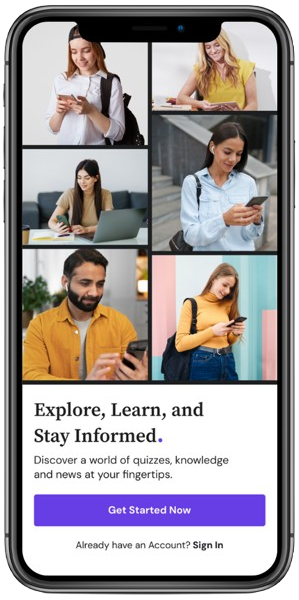 Explore, Learn, and
Stay Informed.
Discover a world of quizzes, knowledge
and news at your fingertips.
Get Started Now
Already have an Account? Sign In